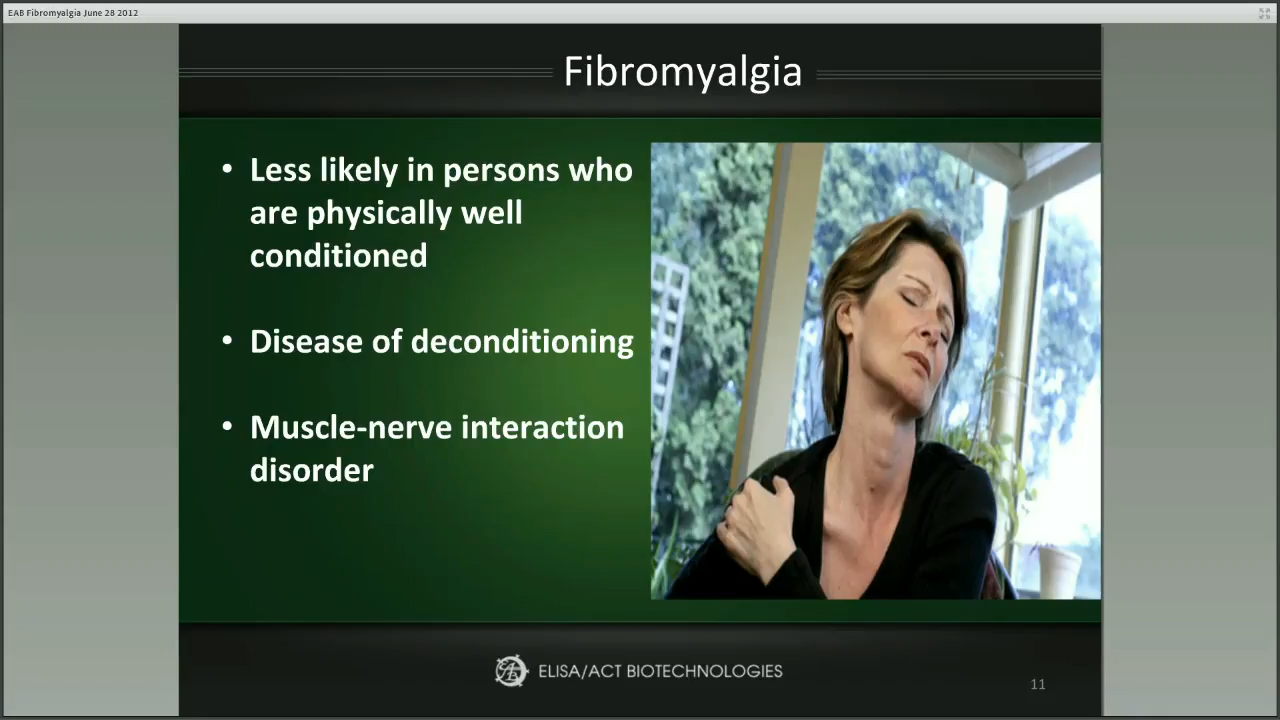 EAB Fibromyalgia June 28 2012
Fibromyalgia
• Less likely in persons who
are physically well
conditioned
• Disease of deconditioning
• Muscle-nerve interaction
disorder
ELISA/ACT BIOTECHNOLOGIES
11